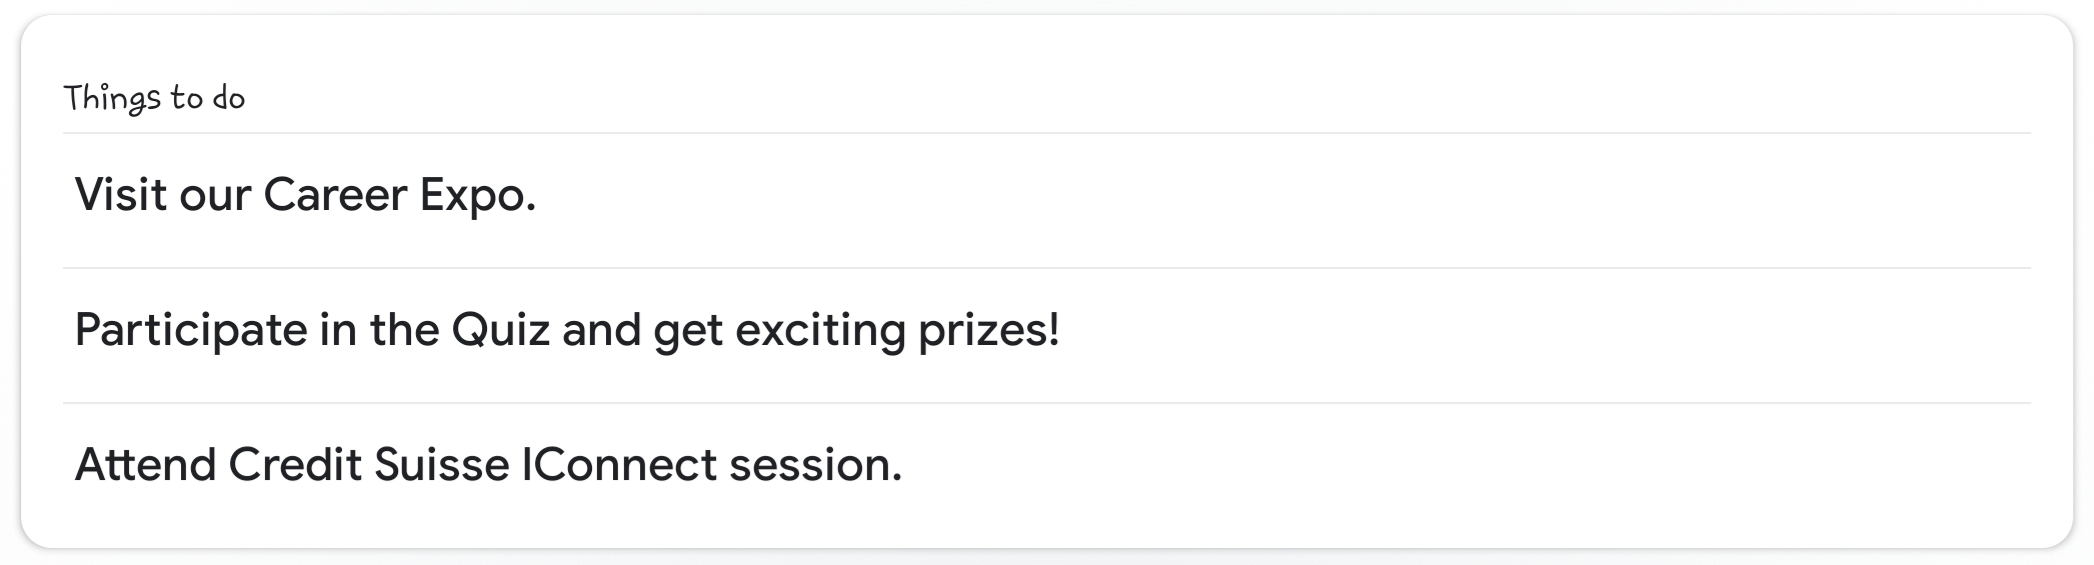 Things to do
Visit our Career Expo.
Participate in the Quiz and get exciting prizes!
Attend Credit Suisse IConnect session.